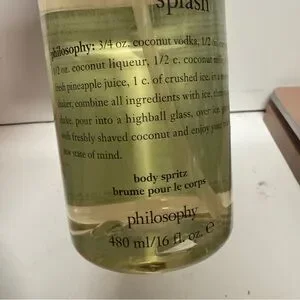 splash
philosophy: 3/4 oz. coconut vodka, 1/2
1/2 oz. coconut liqueur, 1/2 c. coconut
fresh pineapple juice, 1 c. of crushed ice. in a
shaker, combine all ingredients with ice,
shake. pour into a highball glass, over ice.
with freshly shaved coconut and enjoy your
new state of mind.
body spritz
brume pour le corps
philosophy
480 ml/16 fl. oz. e